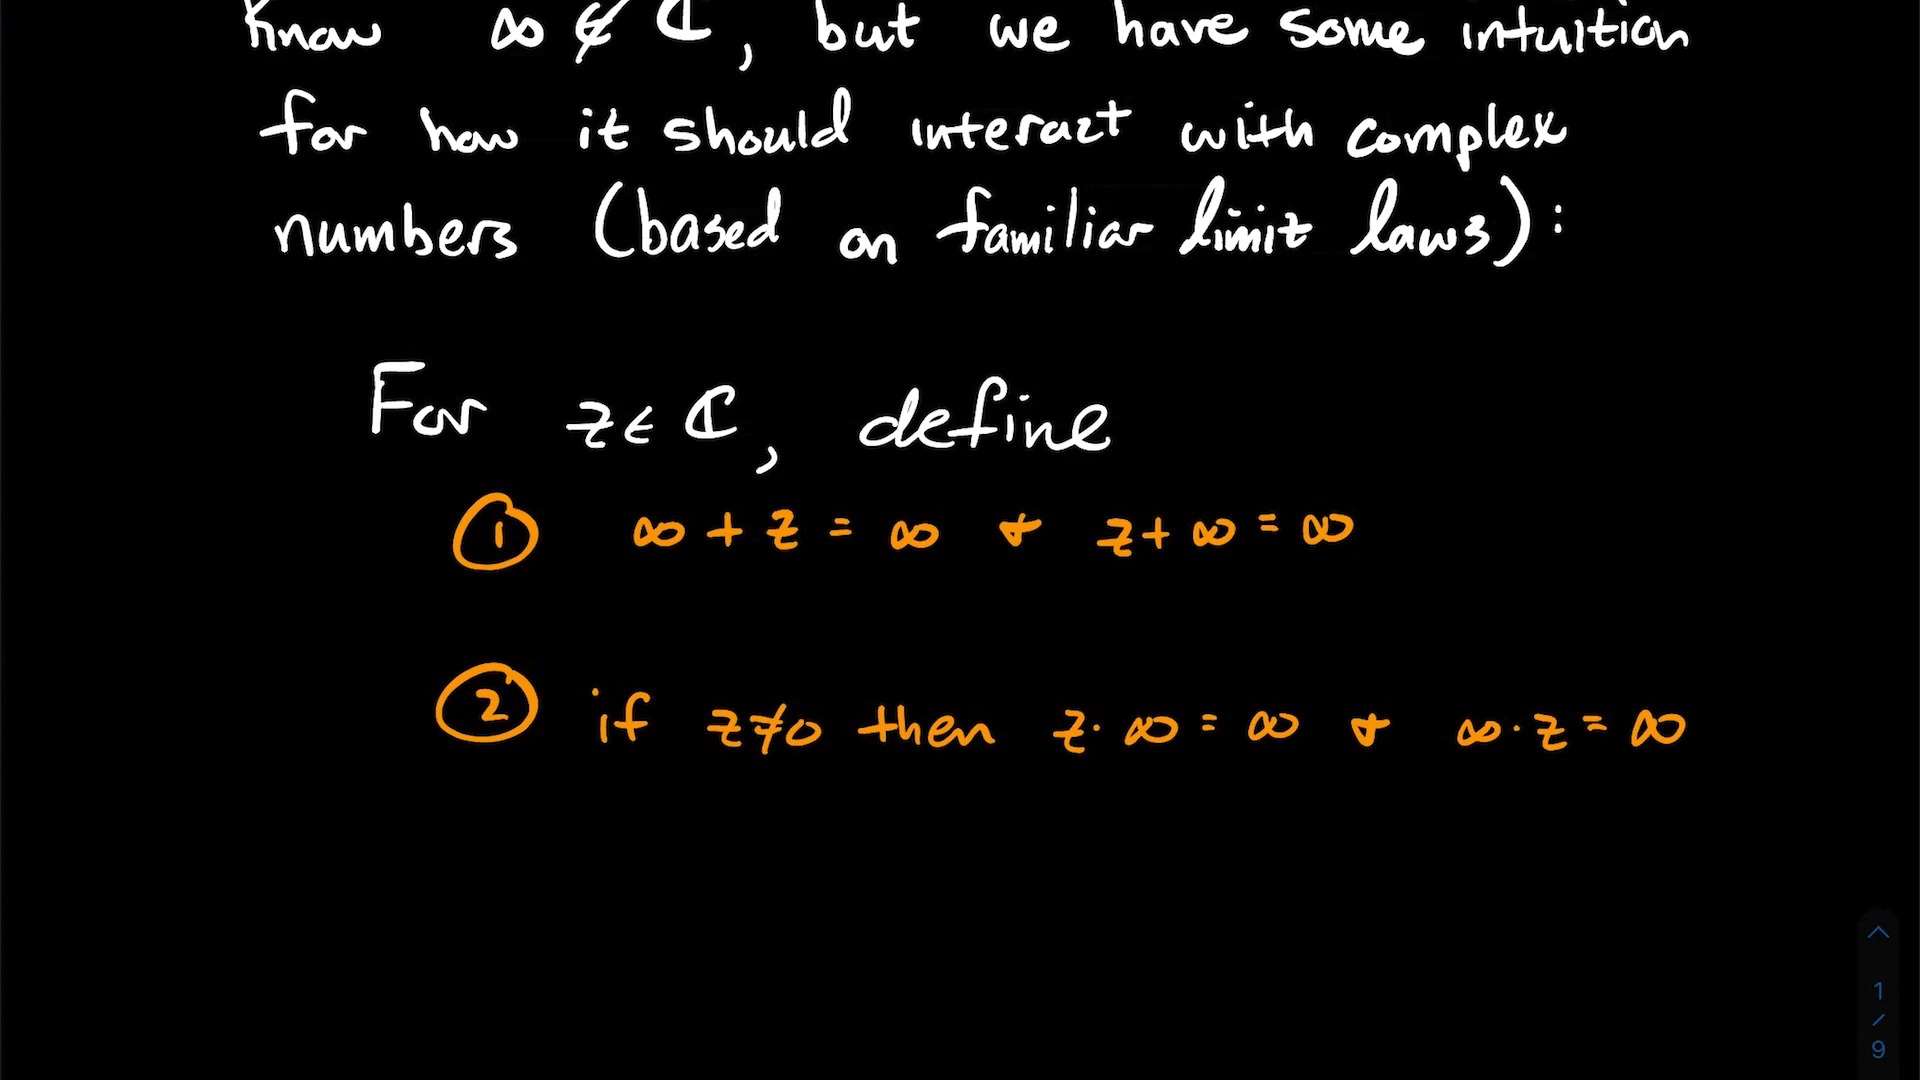 know ∞ ∉ ℂ, but we have some intuition
for how it should interact with complex
numbers (based on familiar limit laws):
For z ∈ ℂ, define
① ∞ + z = ∞ & z + ∞ = ∞
② if z ≠ 0 then z · ∞ = ∞ & ∞ · z = ∞
1
/
9